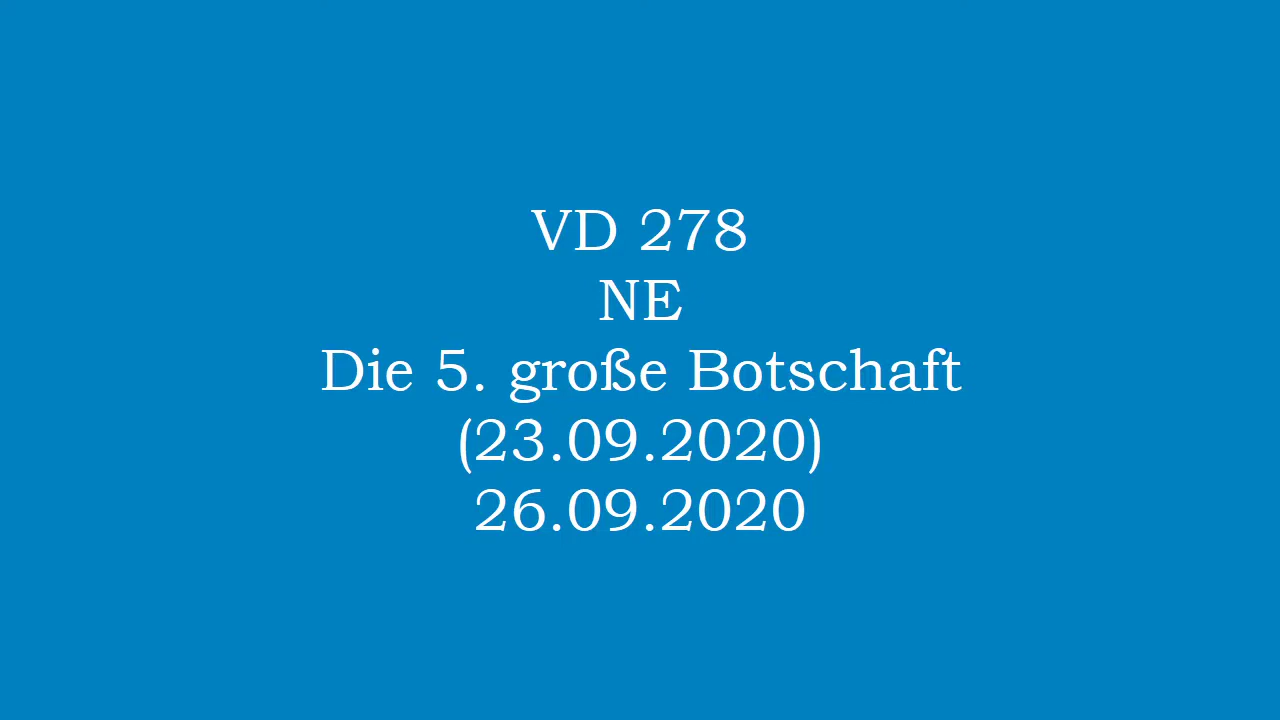 VD 278
NE
Die 5. große Botschaft
(23.09.2020)
26.09.2020